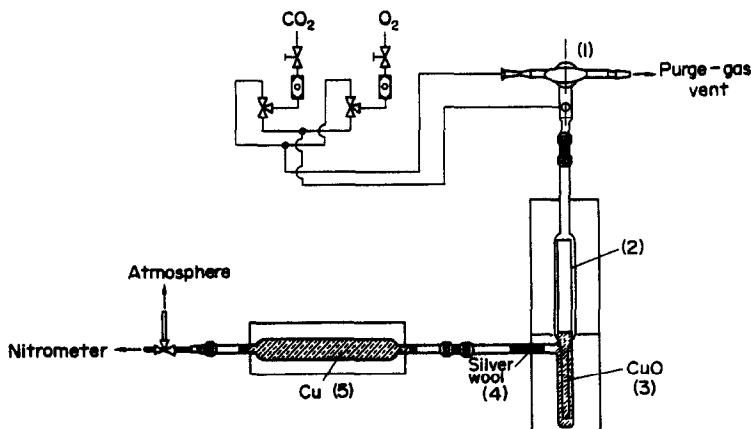 CO₂
O₂
(1)
Purge-gas
vent
(2)
Atmosphere
Nitrometer
Cu (5)
Silver
wool
(4)
CuO
(3)